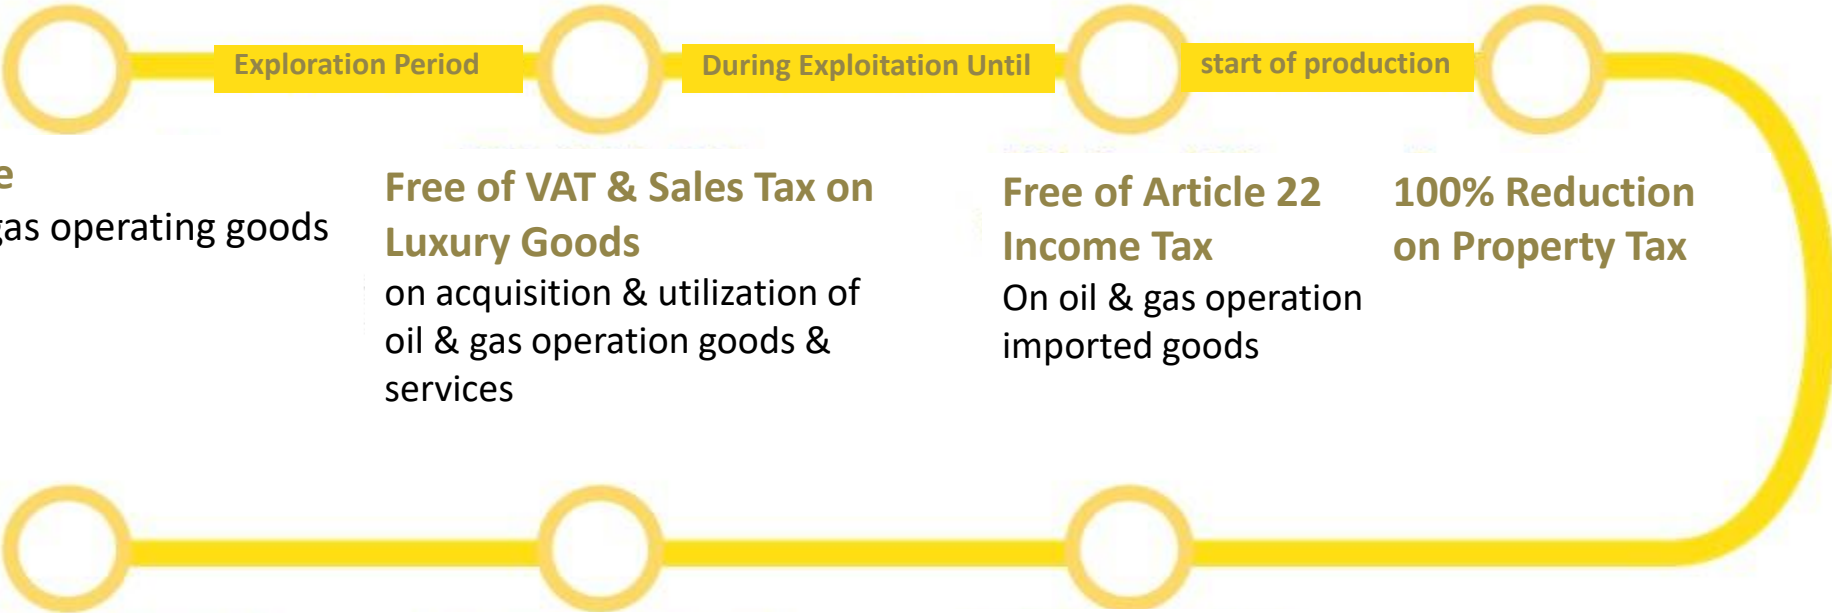 Exploration Period
During Exploitation Until
start of production
gas operating goods
Free of VAT & Sales Tax on
Luxury Goods
on acquisition & utilization of
oil & gas operation goods &
services
Free of Article 22
Income Tax
On oil & gas operation
imported goods
100% Reduction
on Property Tax